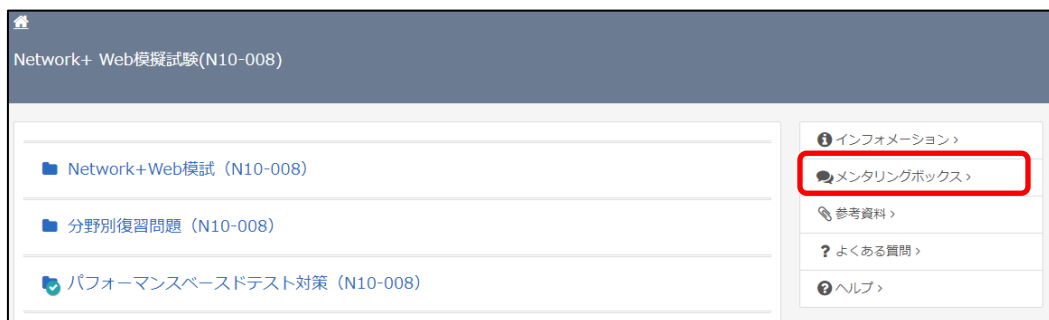 Network+ Web模擬試験(N10-008)
Network+Web模試（N10-008）
分野別復習問題（N10-008）
パフォーマンスベースドテスト対策（N10-008）
インフォメーション ›
メンタリングボックス ›
参考資料 ›
? よくある質問 ›
ヘルプ ›